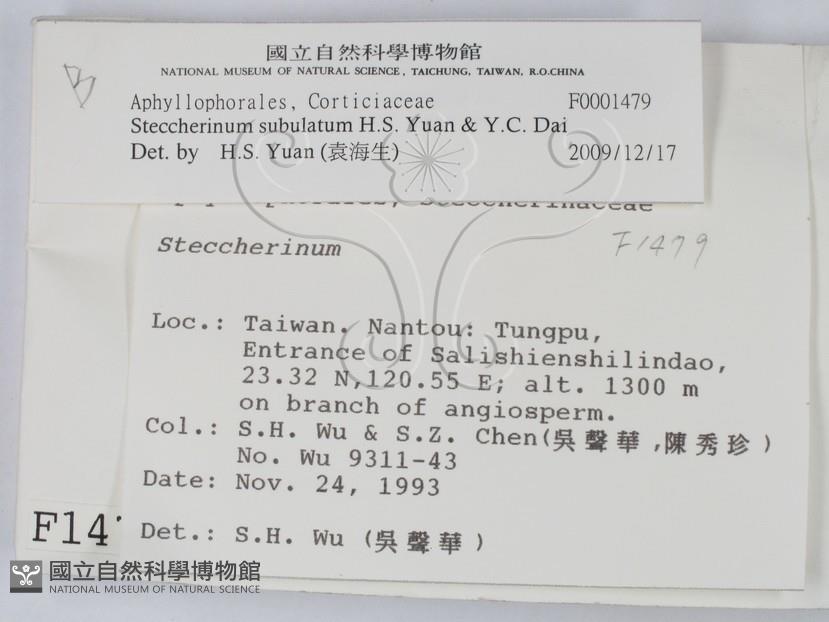 國立自然科學博物館
NATIONAL MUSEUM OF NATURAL SCIENCE, TAICHUNG, TAIWAN, R.O.CHINA
Aphyllophorales, Corticiaceae F0001479
Steccherinum subulatum H.S. Yuan & Y.C. Dai
Det. by H.S. Yuan (袁海生) 2009/12/17
Steccherinaceae
Steccherinum F1479
Loc.: Taiwan. Nantou: Tungpu,
Entrance of Salishienshilindao,
23.32 N,120.55 E; alt. 1300 m
on branch of angiosperm.
Col.: S.H. Wu & S.Z. Chen(吳聲華,陳秀珍)
No. Wu 9311-43
Date: Nov. 24, 1993
F147
Det.: S.H. Wu (吳聲華)
國立自然科學博物館
NATIONAL MUSEUM OF NATURAL SCIENCE